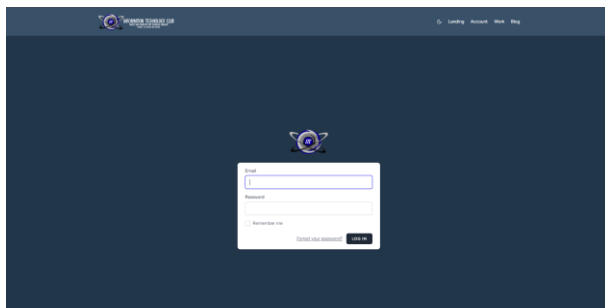 INFORMATION TECHNOLOGY CLUB
Landing Account Work Blog
Email
Password
Remember me
Forgot your password?
LOG IN